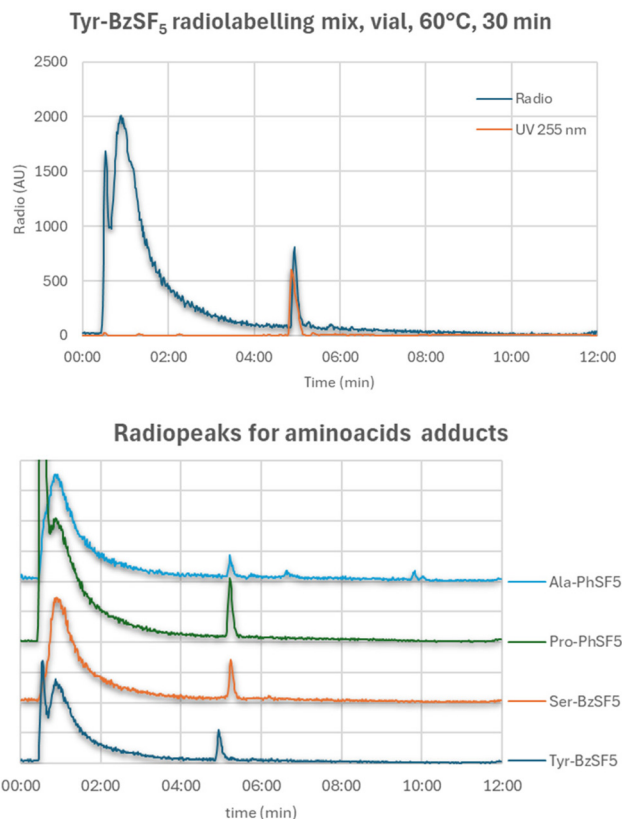 Tyr-BzSF5 radiolabelling mix, vial, 60°C, 30 min
2500
2000
1500
1000
500
0
Radio (AU)
Radio
UV 255 nm
00:00 02:00 04:00 06:00 08:00 10:00 12:00
Time (min)
Radiopeaks for aminoacids adducts
Ala-PhSF5
Pro-PhSF5
Ser-BzSF5
Tyr-BzSF5
00:00 02:00 04:00 06:00 08:00 10:00 12:00
time (min)